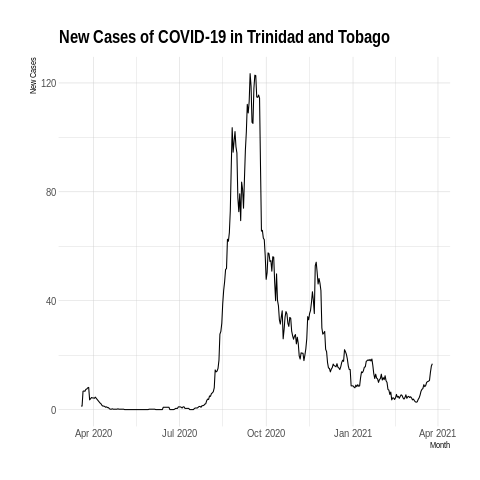 New Cases of COVID-19 in Trinidad and Tobago
New Cases
120
80
40
0
Apr 2020 Jul 2020 Oct 2020 Jan 2021 Apr 2021
Month